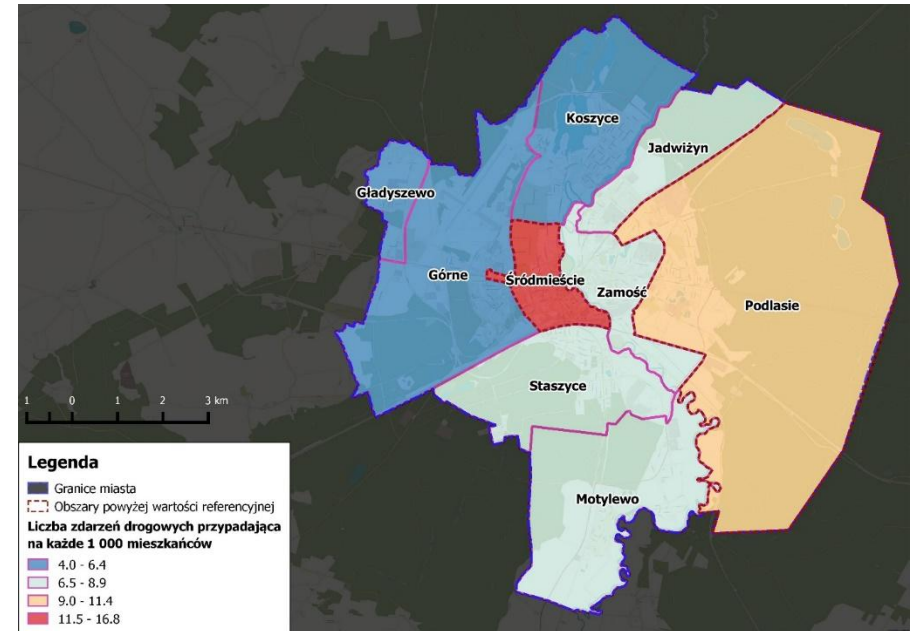 Koszyce
Jadwiżyn
Gładyszewo
Górne
Śródmieście
Zamość
Podlasie
Staszyce
Motylewo
1 0 1 2 3 km
Legenda
Granice miasta
Obszary powyżej wartości referencyjnej
Liczba zdarzeń drogowych przypadająca
na każde 1 000 mieszkańców
4.0 - 6.4
6.5 - 8.9
9.0 - 11.4
11.5 - 16.8